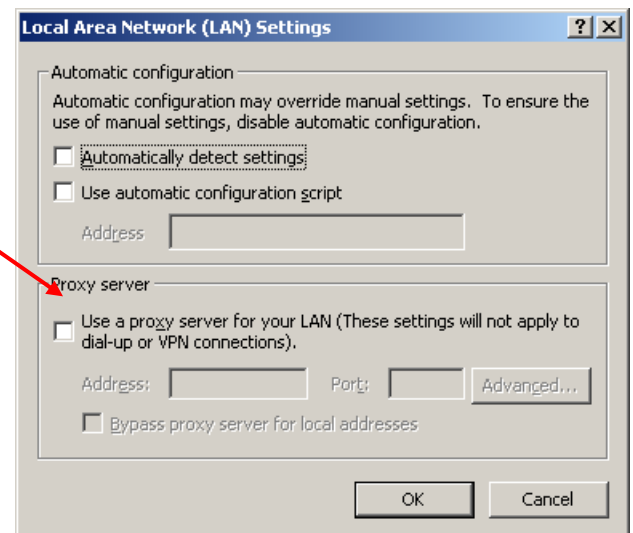 Local Area Network (LAN) Settings
Automatic configuration
Automatic configuration may override manual settings. To ensure the
use of manual settings, disable automatic configuration.
Automatically detect settings
Use automatic configuration script
Address
Proxy server
Use a proxy server for your LAN (These settings will not apply to
dial-up or VPN connections).
Address: Port: Advanced...
Bypass proxy server for local addresses
OK Cancel